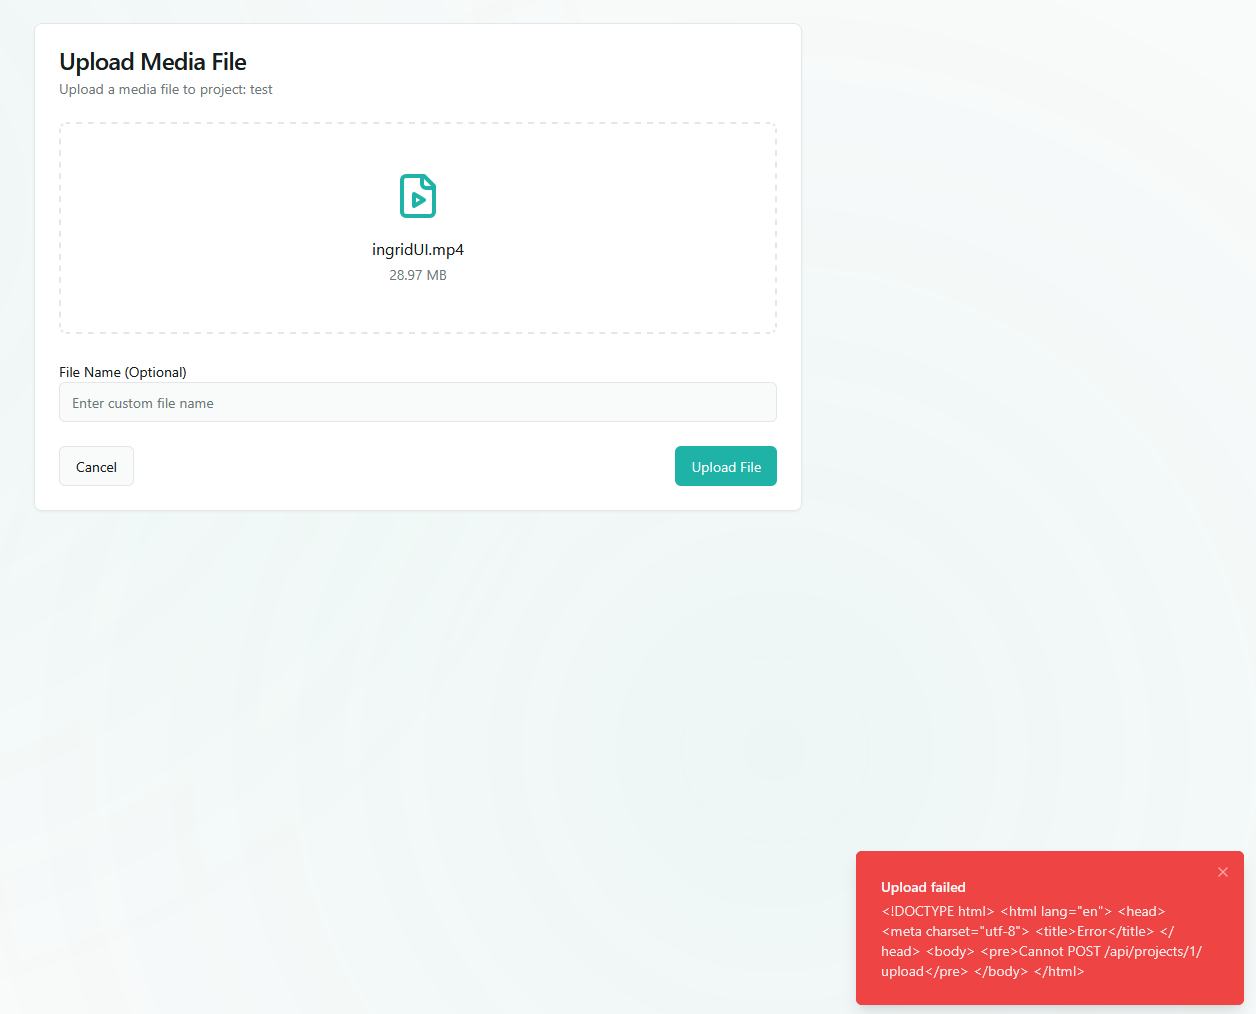 Upload Media File
Upload a media file to project: test
ingridUI.mp4
28.97 MB
File Name (Optional)
Enter custom file name
Cancel
Upload File
Upload failed
<!DOCTYPE html> <html lang="en"> <head>
<meta charset="utf-8"> <title>Error</title> </
head> <body> <pre>Cannot POST /api/projects/1/
upload</pre> </body> </html>